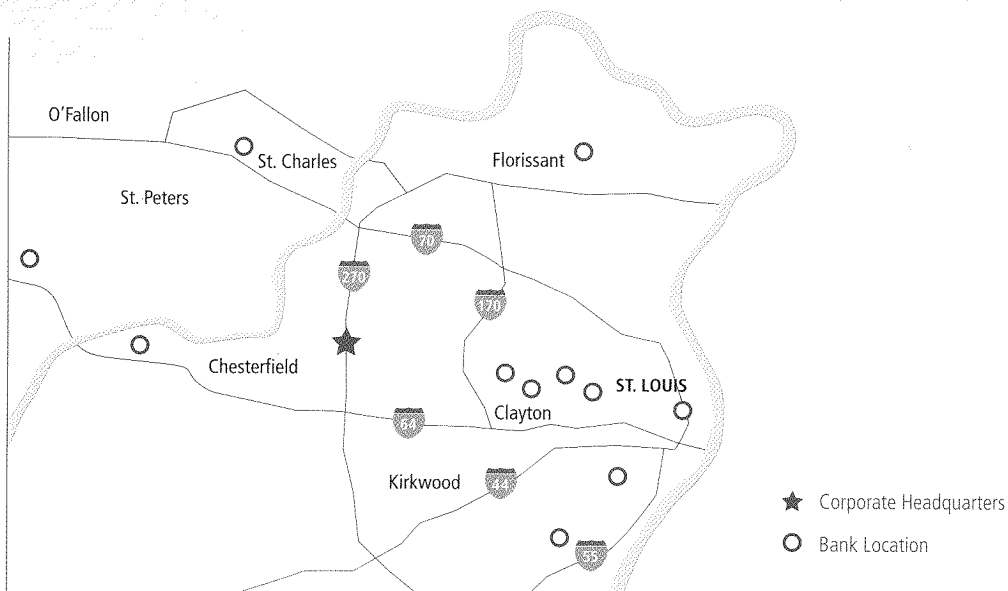 O'Fallon
St. Charles
Florissant
St. Peters
70
270
170
Chesterfield
ST. LOUIS
Clayton
64
Kirkwood
44
Corporate Headquarters
Bank Location
55